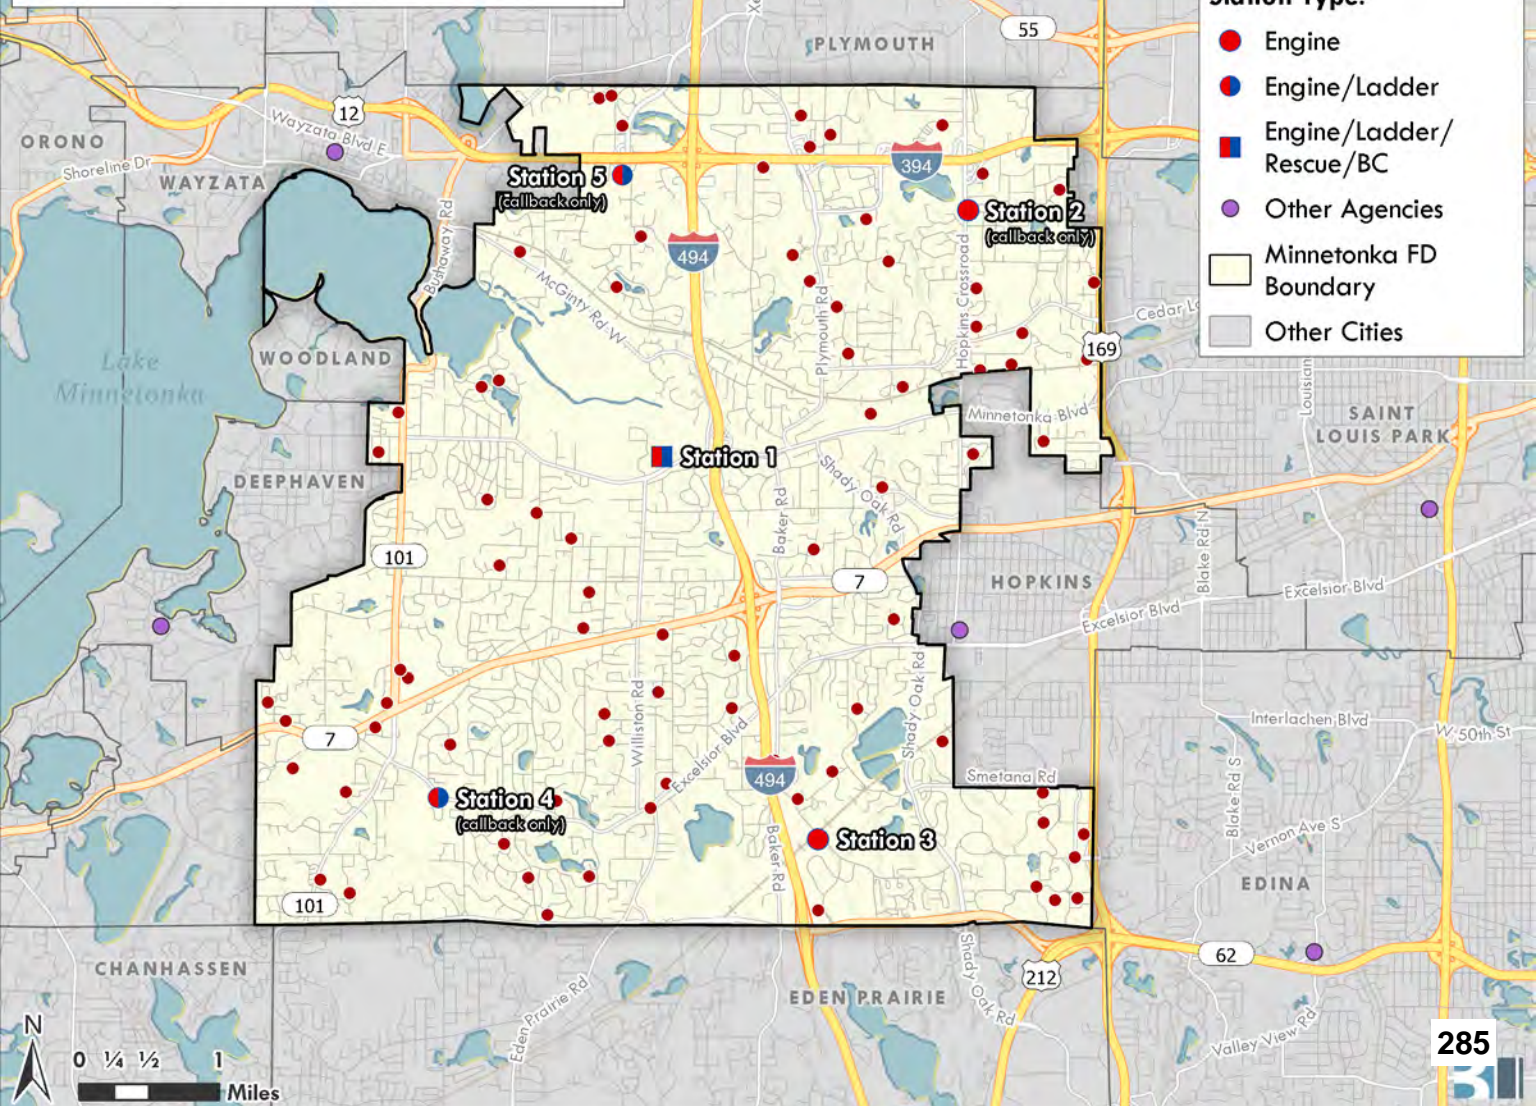 Station Type:
Engine
Engine/Ladder
Engine/Ladder/
Rescue/BC
Other Agencies
Minnetonka FD
Boundary
Other Cities
55
PLYMOUTH
12
Wayzata Blvd E
ORONO
Shoreline Dr
WAYZATA
394
Station 5
(callback only)
Station 2
(callback only)
Bushaway Rd
494
McGinty Rd W
Plymouth Rd
Hopkins Crossroad
169
WOODLAND
Lake
Minnetonka
Louisian
Minnetonka Blvd
SAINT
LOUIS PARK
Station 1
Shady Oak Rd
DEEPHAVEN
Baker Rd
Blake Rd N
101
7
HOPKINS
Excelsior Blvd
Excelsior Blvd
Shady Oak Rd
Williston Rd
Excelsior Blvd
7
Interlachen Blvd
W 50th St
494
Smetana Rd
Station 4
(callback only)
Blake Rd S
Vernon Ave S
Station 3
Baker Rd
EDINA
101
62
CHANHASSEN
212
Shady Oak Rd
EDEN PRAIRIE
Eden Prairie Rd
Valley View Rd
N
0 ¼ ½ 1
Miles
285